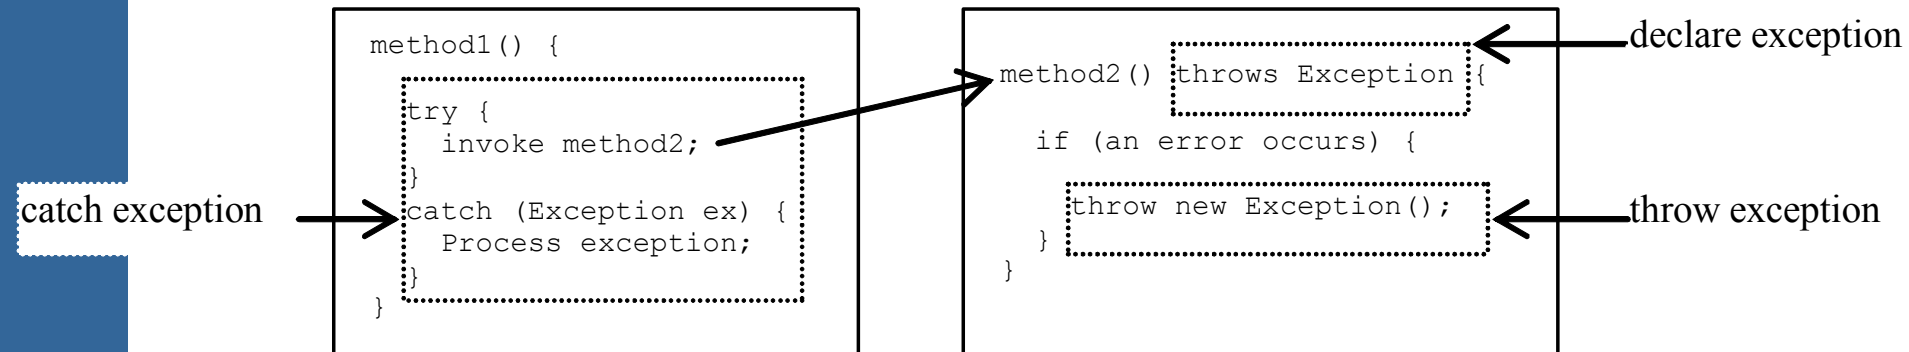 method1() {
try {
invoke method2;
}
catch (Exception ex) {
Process exception;
}
}
catch exception
method2() throws Exception {
if (an error occurs) {
throw new Exception();
}
}
declare exception
throw exception